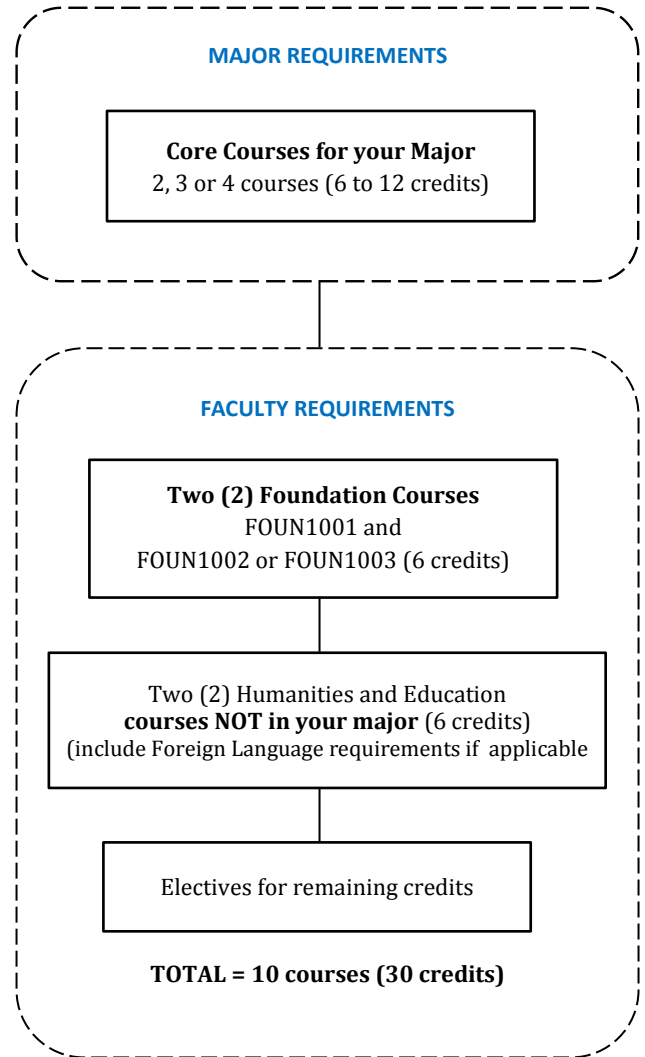 MAJOR REQUIREMENTS
Core Courses for your Major
2, 3 or 4 courses (6 to 12 credits)
FACULTY REQUIREMENTS
Two (2) Foundation Courses
FOUN1001 and
FOUN1002 or FOUN1003 (6 credits)
Two (2) Humanities and Education
courses NOT in your major (6 credits)
(include Foreign Language requirements if applicable
Electives for remaining credits
TOTAL = 10 courses (30 credits)